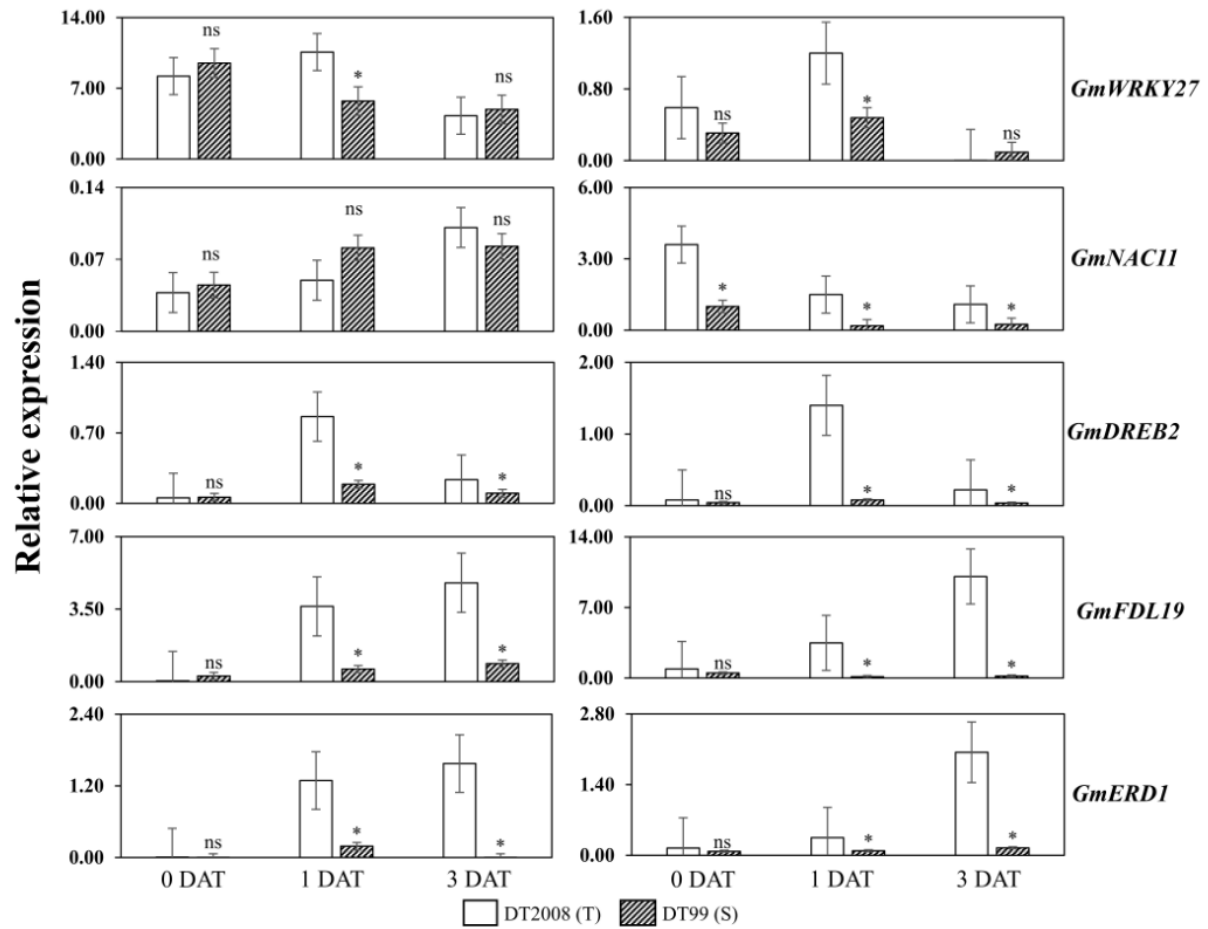 Relative expression
14.00
7.00
0.00
ns
*
ns
1.60
0.80
0.00
ns
*
ns
GmWRKY27
0.14
0.07
0.00
ns
ns
ns
6.00
3.00
0.00
*
*
*
GmNAC11
1.40
0.70
0.00
ns
*
*
2.00
1.00
0.00
ns
*
*
GmDREB2
7.00
3.50
0.00
ns
*
*
14.00
7.00
0.00
ns
*
*
GmFDL19
2.40
1.20
0.00
ns
*
*
2.80
1.40
0.00
ns
*
*
GmERD1
0 DAT 1 DAT 3 DAT
0 DAT 1 DAT 3 DAT
DT2008 (T) DT99 (S)